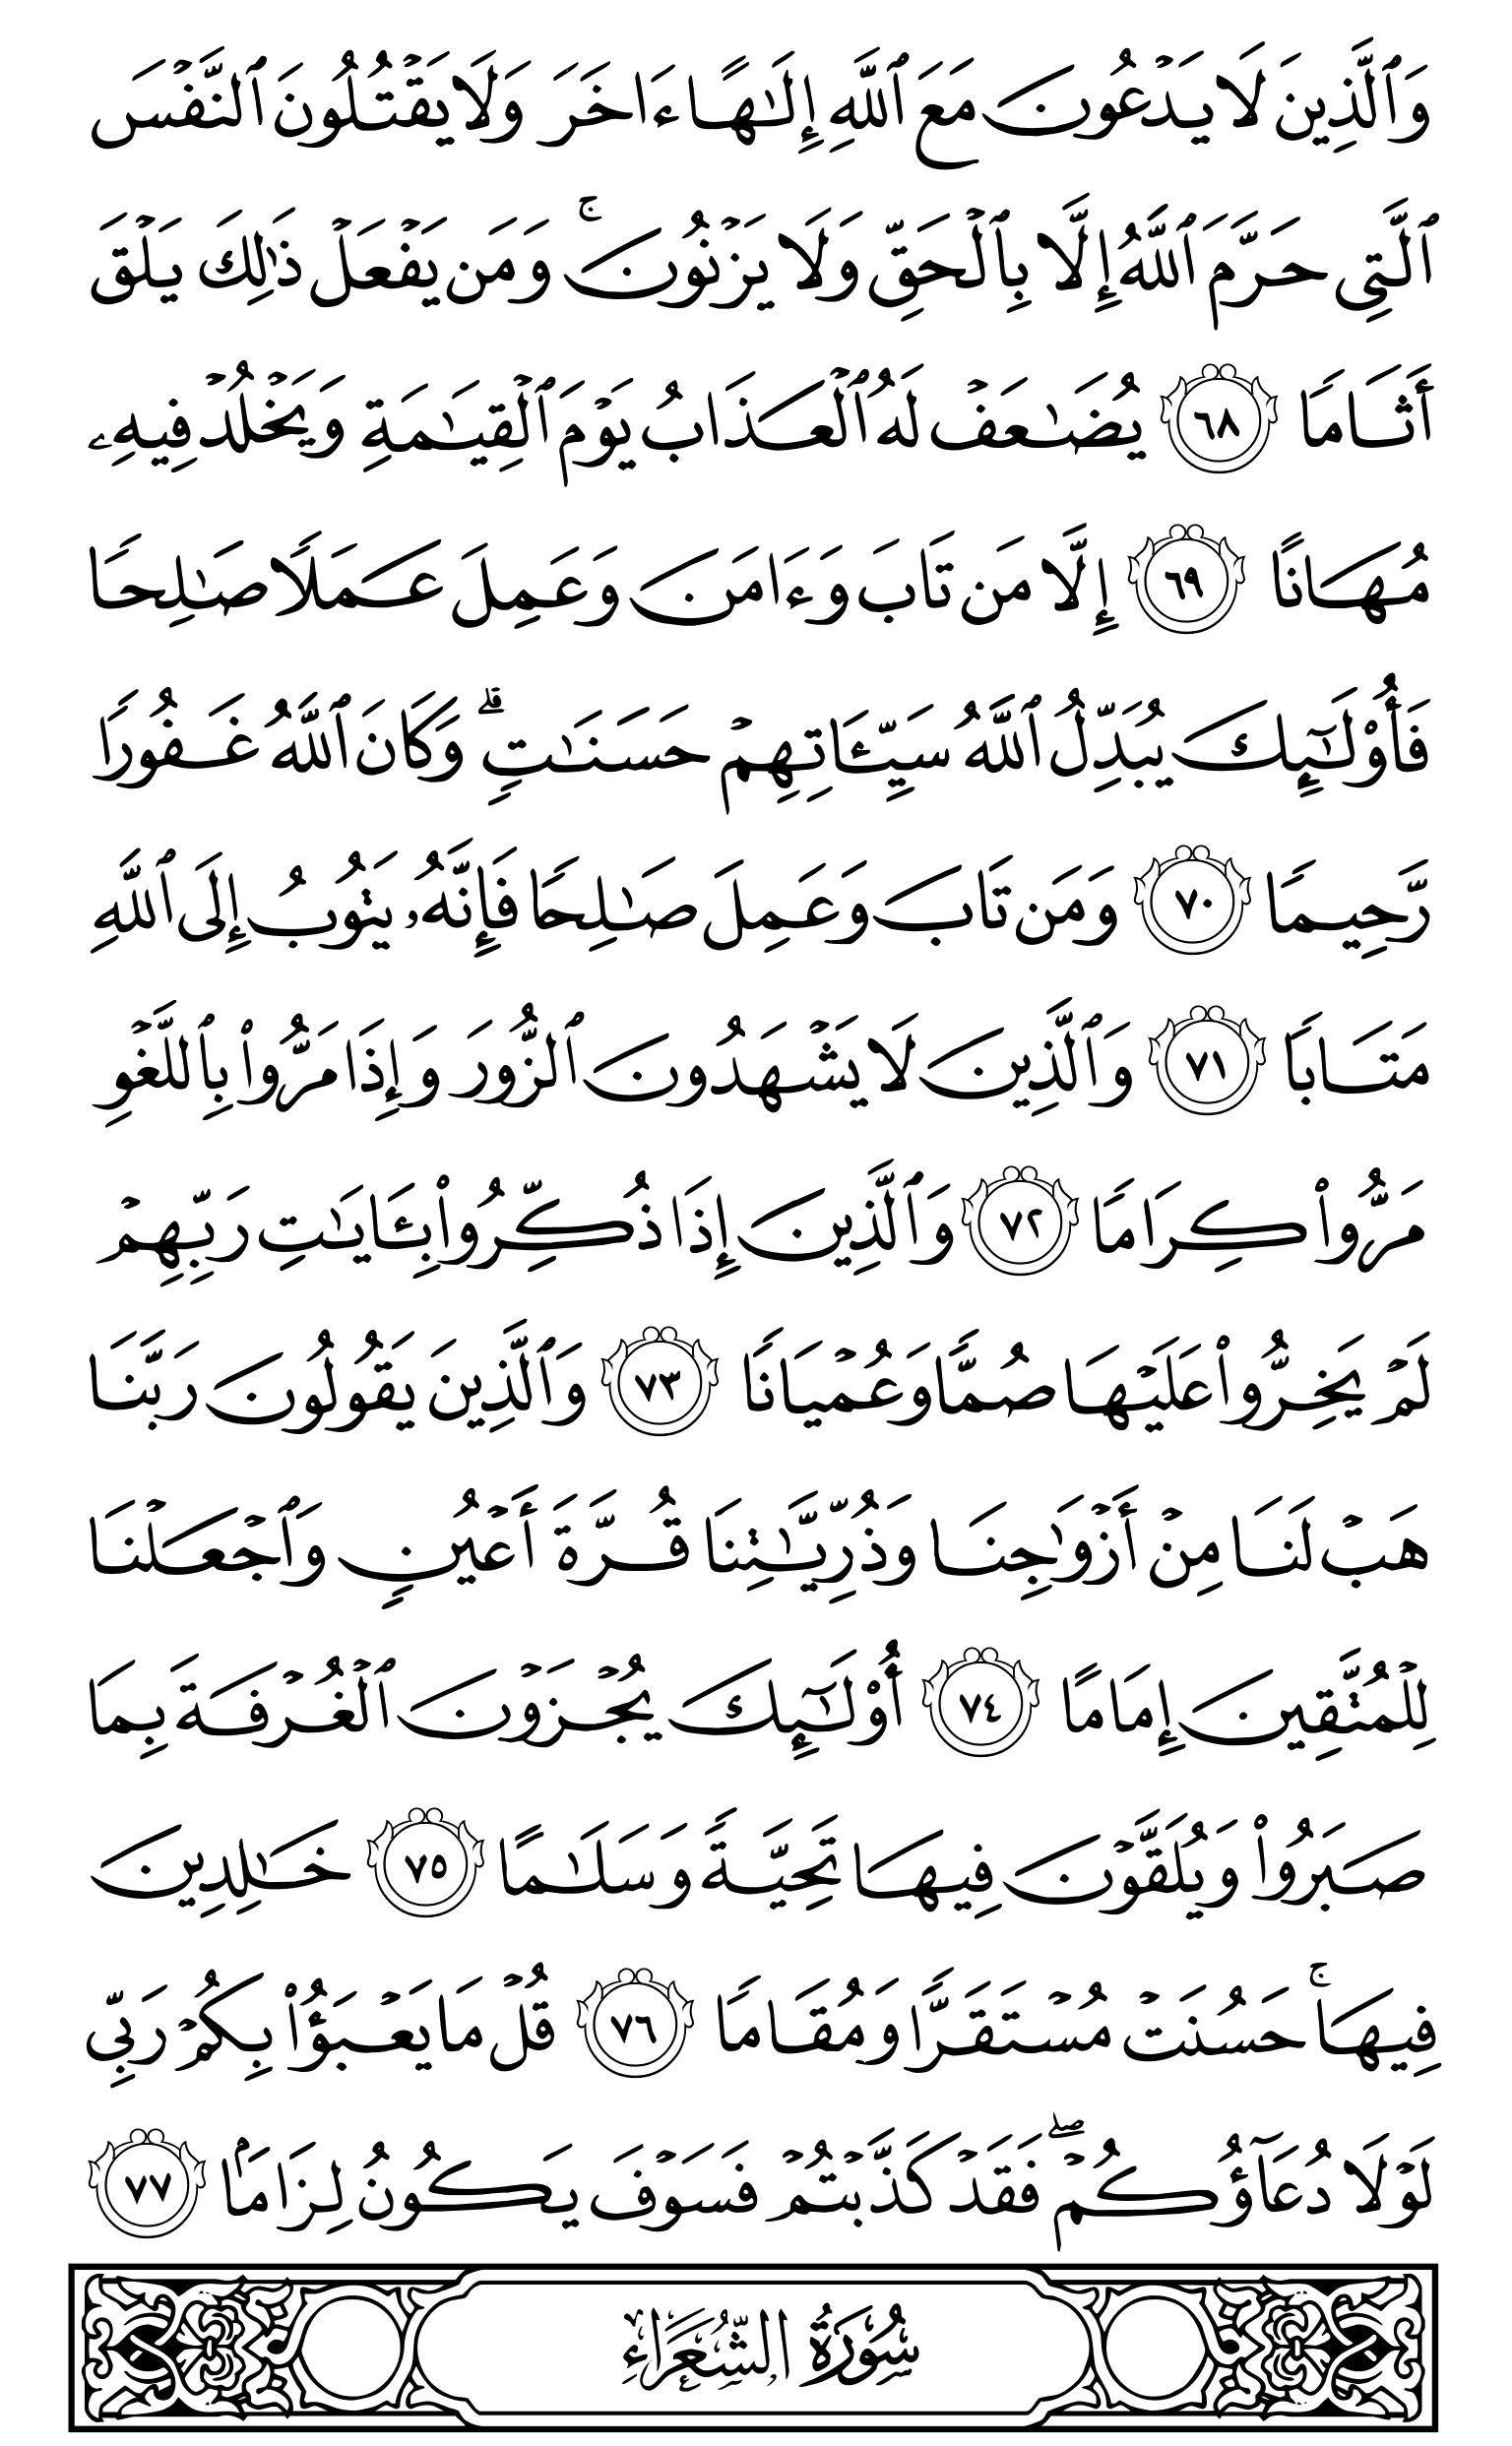 وَٱلَّذِينَ لَا يَدۡعُونَ مَعَ ٱللَّهِ إِلَٰهًا ءَاخَرَ وَلَا يَقۡتُلُونَ ٱلنَّفۡسَ
ٱلَّتِي حَرَّمَ ٱللَّهُ إِلَّا بِٱلۡحَقِّ وَلَا يَزۡنُونَۚ وَمَن يَفۡعَلۡ ذَٰلِكَ يَلۡقَ
أَثَامٗا ٦٨ يُضَٰعَفۡ لَهُ ٱلۡعَذَابُ يَوۡمَ ٱلۡقِيَٰمَةِ وَيَخۡلُدۡ فِيهِۦ
مُهَانًا ٦٩ إِلَّا مَن تَابَ وَءَامَنَ وَعَمِلَ عَمَلٗا صَٰلِحٗا
فَأُوْلَٰٓئِكَ يُبَدِّلُ ٱللَّهُ سَيِّـَٔاتِهِمۡ حَسَنَٰتٖۗ وَكَانَ ٱللَّهُ غَفُورٗا
رَّحِيمٗا ٧٠ وَمَن تَابَ وَعَمِلَ صَٰلِحٗا فَإِنَّهُۥ يَتُوبُ إِلَى ٱللَّهِ
مَتَابٗا ٧١ وَٱلَّذِينَ لَا يَشۡهَدُونَ ٱلزُّورَ وَإِذَا مَرُّواْ بِٱللَّغۡوِ
مَرُّواْ كِرَامٗا ٧٢ وَٱلَّذِينَ إِذَا ذُكِّرُواْ بِـَٔايَٰتِ رَبِّهِمۡ
لَمۡ يَخِرُّواْ عَلَيۡهَا صُمّٗا وَعُمۡيَانٗا ٧٣ وَٱلَّذِينَ يَقُولُونَ رَبَّنَا
هَبۡ لَنَا مِنۡ أَزۡوَٰجِنَا وَذُرِّيَّٰتِنَا قُرَّةَ أَعۡيُنٖ وَٱجۡعَلۡنَا
لِلۡمُتَّقِينَ إِمَامًا ٧٤ أُوْلَٰٓئِكَ يُجۡزَوۡنَ ٱلۡغُرۡفَةَ بِمَا
صَبَرُواْ وَيُلَقَّوۡنَ فِيهَا تَحِيَّةٗ وَسَلَٰمًا ٧٥ خَٰلِدِينَ
فِيهَاۚ حَسُنَتۡ مُسۡتَقَرّٗا وَمُقَامٗا ٧٦ قُلۡ مَا يَعۡبَؤُاْ بِكُمۡ رَبِّي
لَوۡلَا دُعَآؤُكُمۡۖ فَقَدۡ كَذَّبۡتُمۡ فَسَوۡفَ يَكُونُ لِزَامَۢا ٧٧
سُورَةُ الشُّعَرَاءِ